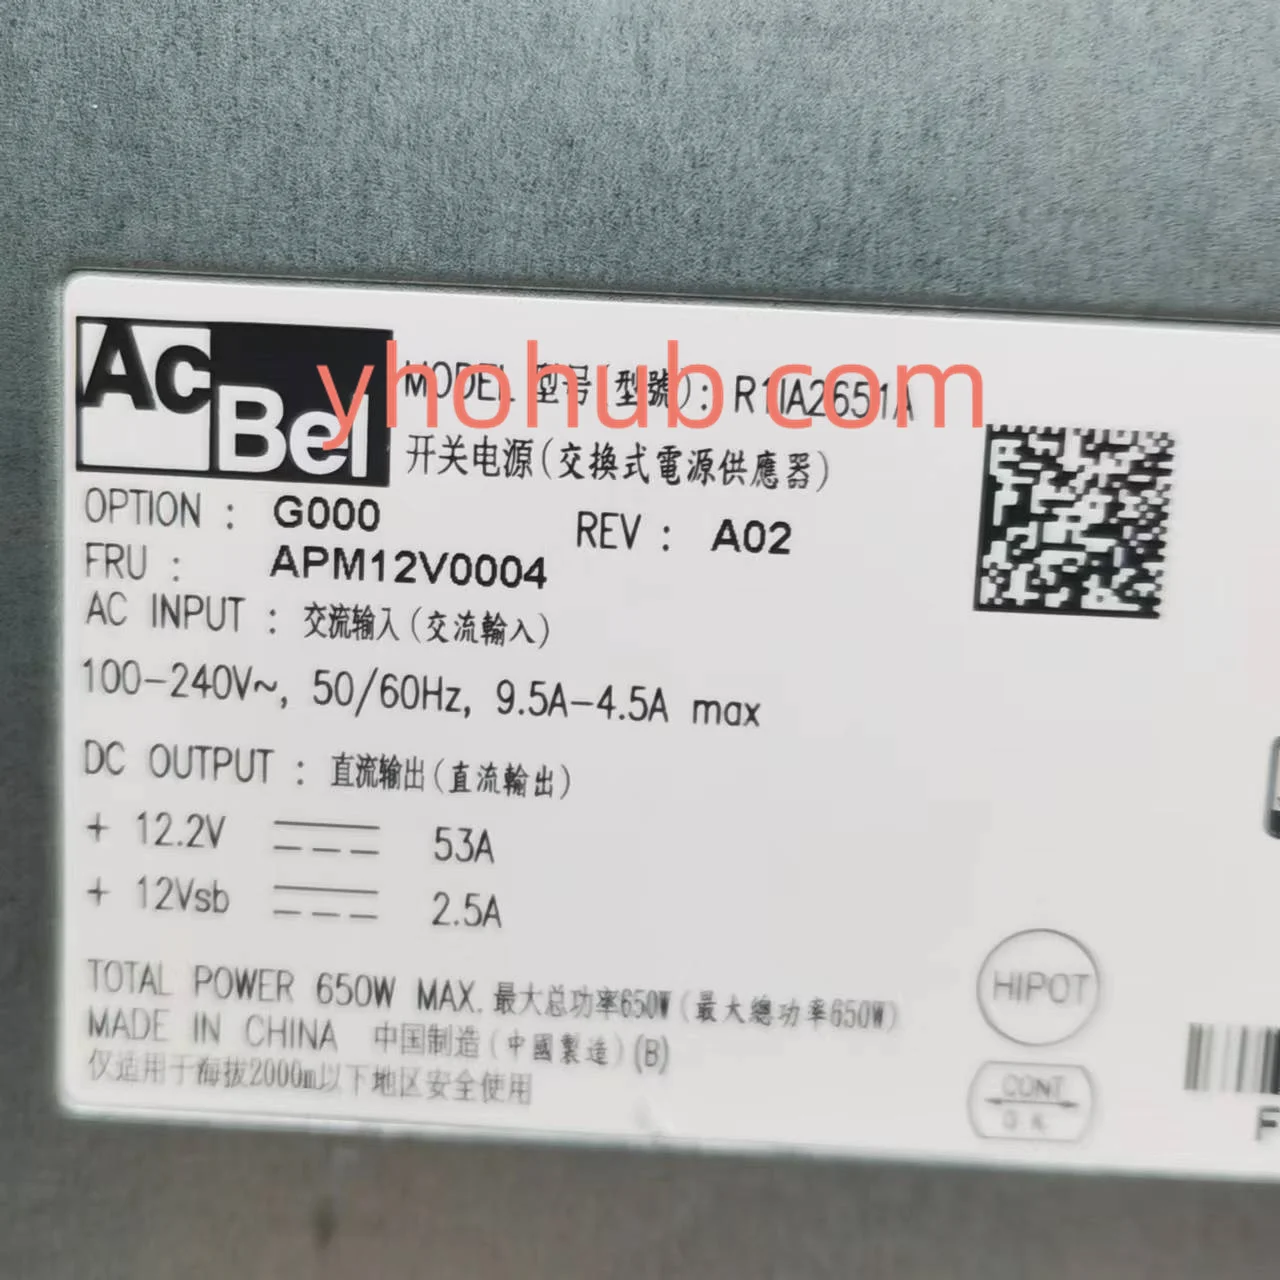 AcBel
yhohub com
MODEL 型号(型號): R1IA2651A
开关电源(交換式電源供應器)
OPTION : G000
REV : A02
FRU : APM12V0004
AC INPUT : 交流输入(交流輸入)
100-240V~, 50/60Hz, 9.5A-4.5A max
DC OUTPUT : 直流输出(直流輸出)
+ 12.2V ⎓ 53A
+ 12Vsb ⎓ 2.5A
TOTAL POWER 650W MAX. 最大总功率650W(最大總功率650W)
MADE IN CHINA 中国制造(中國製造)(B)
仅适用于海拔2000m以下地区安全使用
HIPOT
CONT.
O K
F